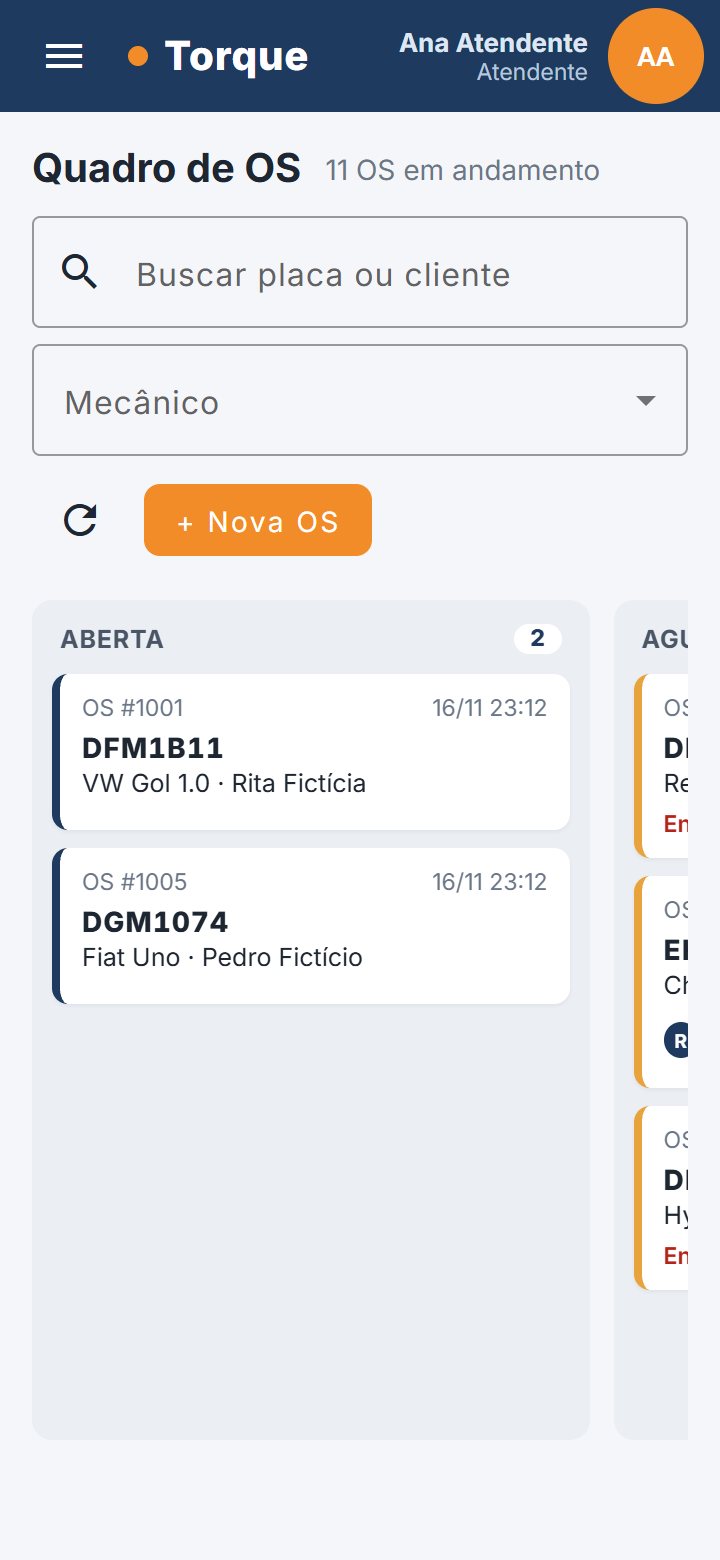 Torque
Ana Atendente
Atendente
AA
Quadro de OS
11 OS em andamento
Buscar placa ou cliente
Mecânico
+ Nova OS
ABERTA
2
OS #1001
16/11 23:12
DFM1B11
VW Gol 1.0 · Rita Fictícia
OS #1005
16/11 23:12
DGM1074
Fiat Uno · Pedro Fictício